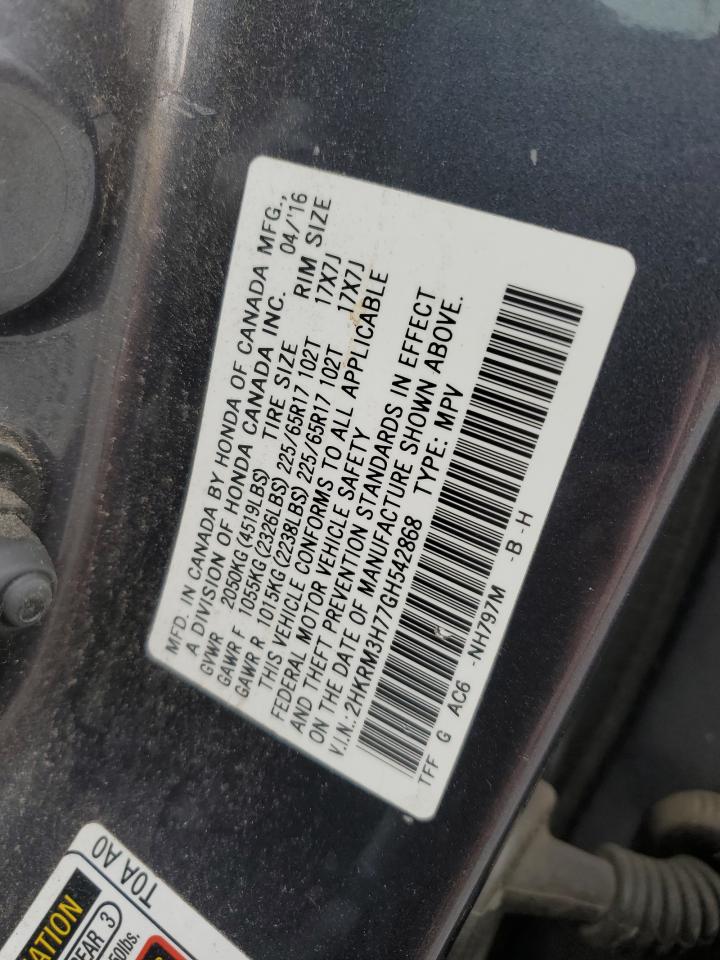 MFD. IN CANADA BY HONDA OF CANADA MFG.,
A DIVISION OF HONDA CANADA INC. 04/'16
GVWR 2050KG(4519LBS) TIRE SIZE RIM SIZE
GAWR F 1055KG(2326LBS) 225/65R17 102T 17X7J
GAWR R 1015KG(2238LBS) 225/65R17 102T 17X7J
THIS VEHICLE CONFORMS TO ALL APPLICABLE
FEDERAL MOTOR VEHICLE SAFETY
AND THEFT PREVENTION STANDARDS IN EFFECT
ON THE DATE OF MANUFACTURE SHOWN ABOVE.
V.I.N.:2HKRM3H77GH542868 TYPE: MPV
TFF G AC6 -NH797M -B -H
T0A A0
REAR 3